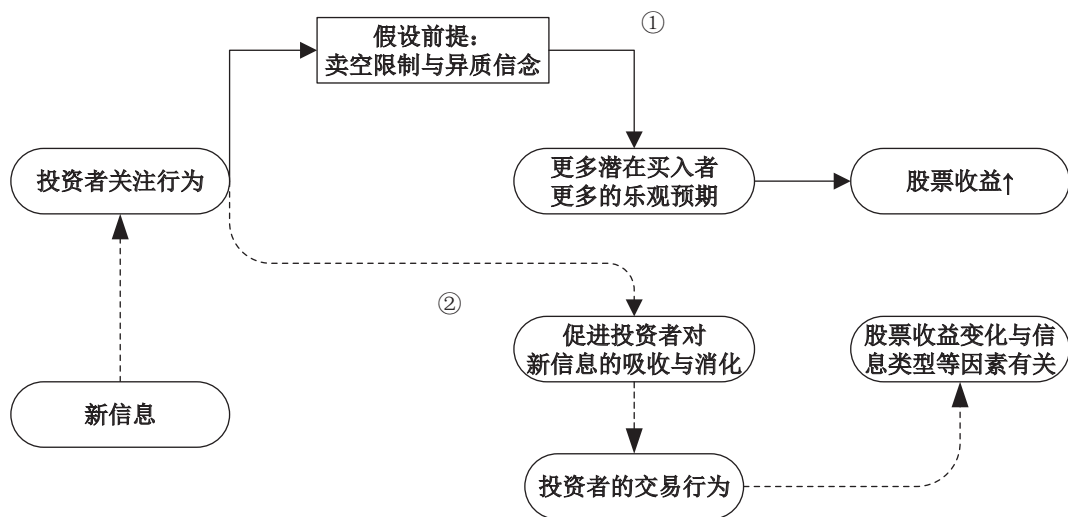 ①
假设前提：
卖空限制与异质信念
投资者关注行为
更多潜在买入者
更多的乐观预期
股票收益↑
②
促进投资者对
新信息的吸收与消化
股票收益变化与信
息类型等因素有关
新信息
投资者的交易行为